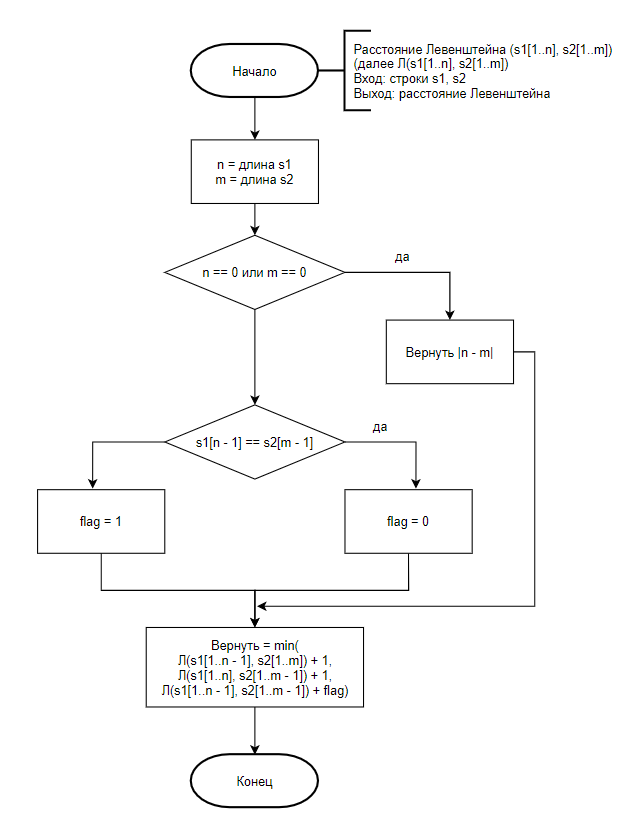 Начало
Расстояние Левенштейна (s1[1..n], s2[1..m])
(далее Л(s1[1..n], s2[1..m])
Вход: строки s1, s2
Выход: расстояние Левенштейна
n = длина s1
m = длина s2
n == 0 или m == 0
да
Вернуть |n - m|
s1[n - 1] == s2[m - 1]
да
flag = 1
flag = 0
Вернуть = min(
Л(s1[1..n - 1], s2[1..m]) + 1,
Л(s1[1..n], s2[1..m - 1]) + 1,
Л(s1[1..n - 1], s2[1..m - 1]) + flag)
Конец